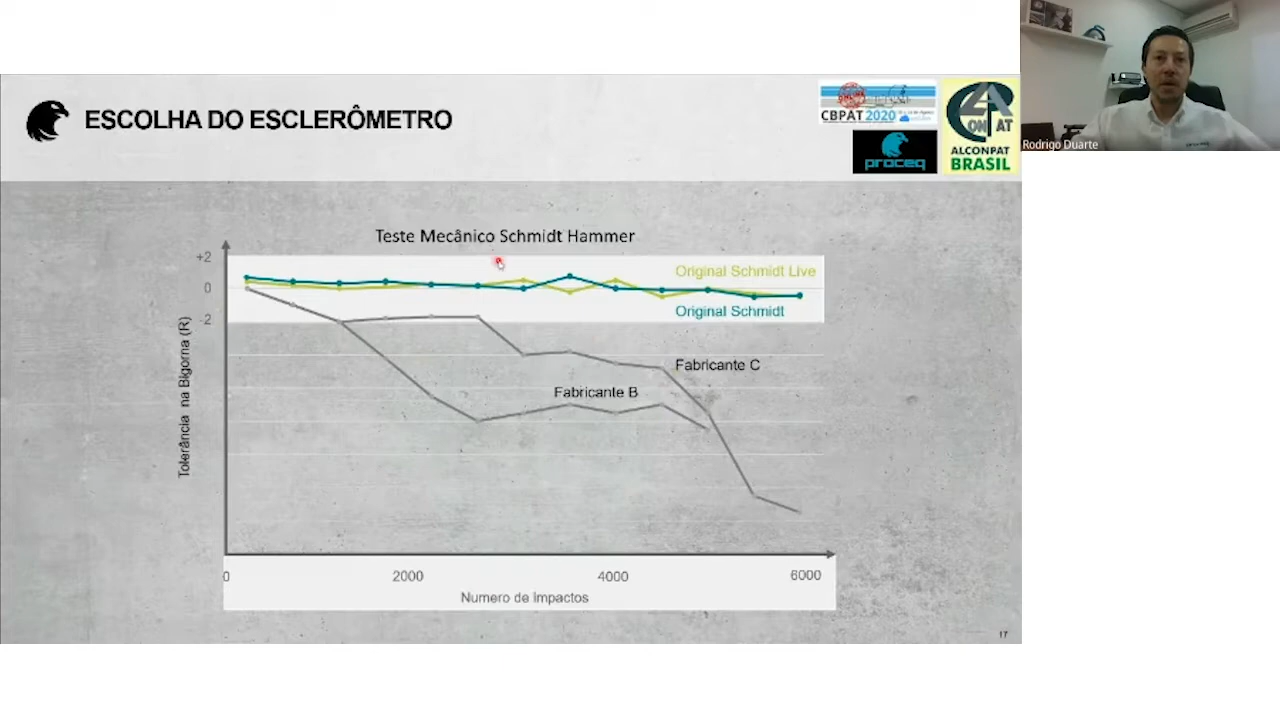 ESCOLHA DO ESCLERÔMETRO
CBPAT 2020
proceq
ALCONPAT
BRASIL
Rodrigo Duarte
Teste Mecânico Schmidt Hammer
+2
0
-2
Tolerância na Bigorna (R)
Original Schmidt Live
Original Schmidt
Fabricante C
Fabricante B
0
2000
4000
6000
Numero de Impactos
17